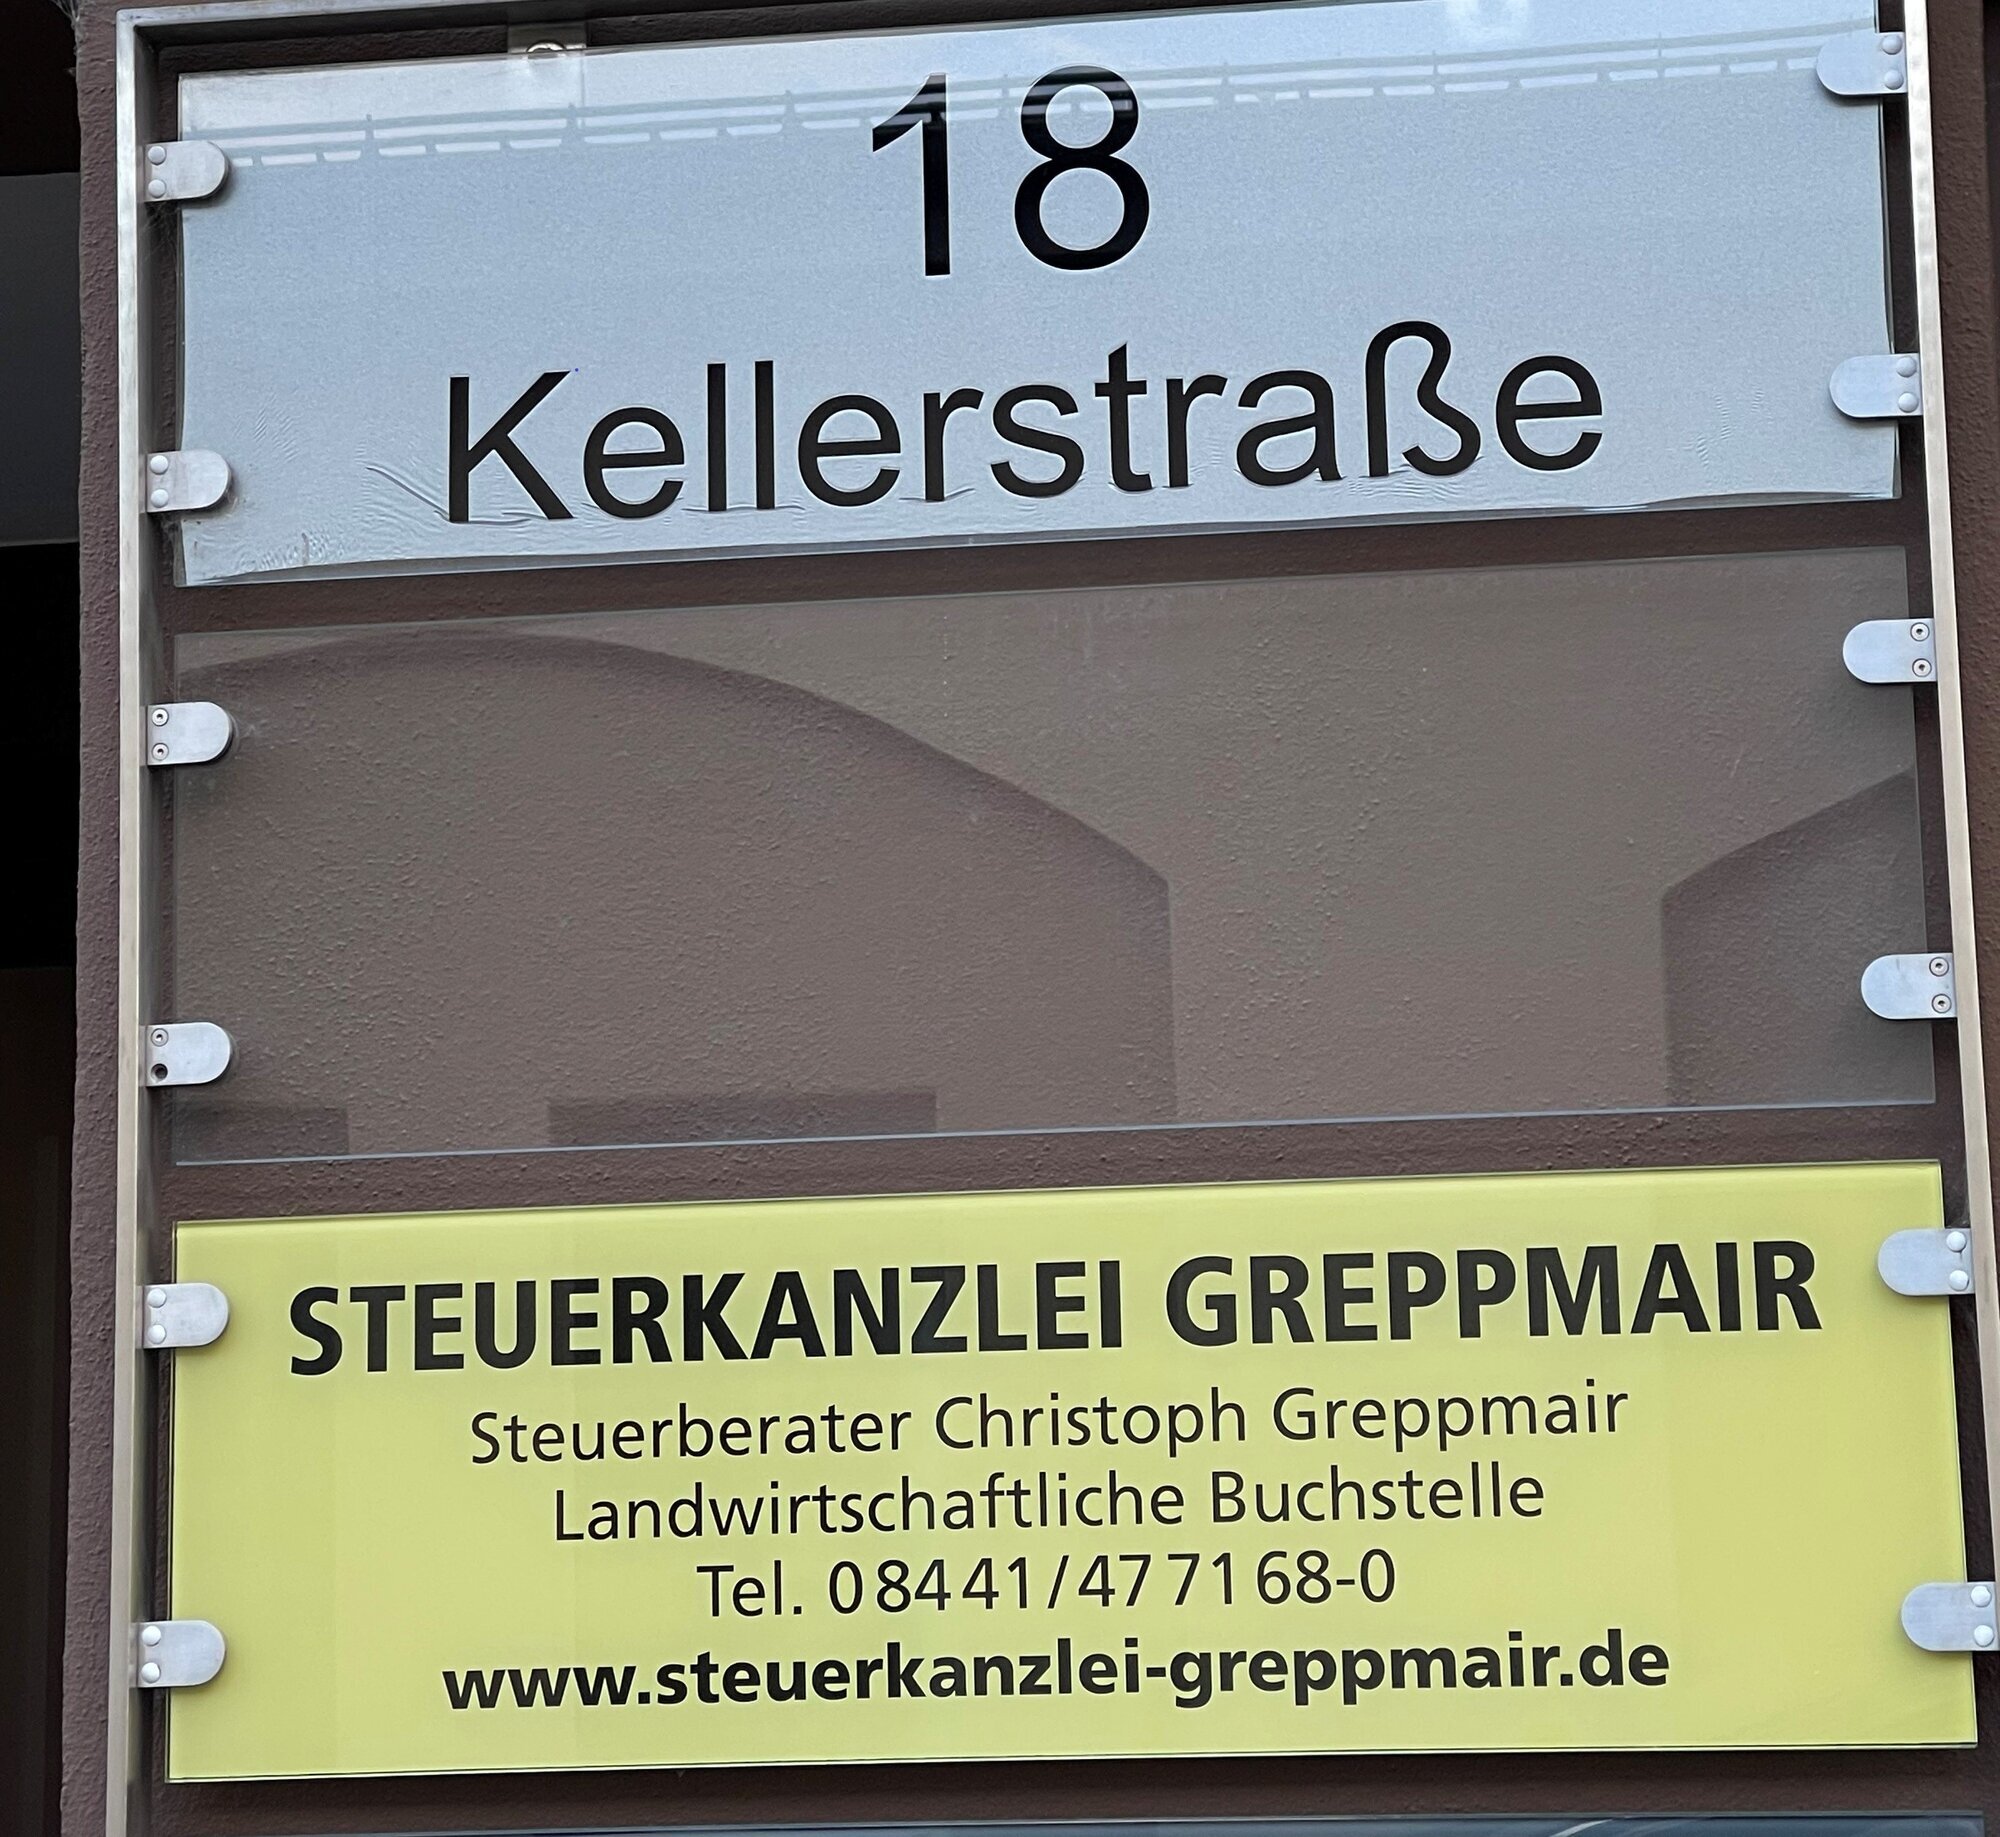 18
Kellerstraße
STEUERKANZLEI GREPPMAIR
Steuerberater Christoph Greppmair
Landwirtschaftliche Buchstelle
Tel. 08441/477168-0
www.steuerkanzlei-greppmair.de